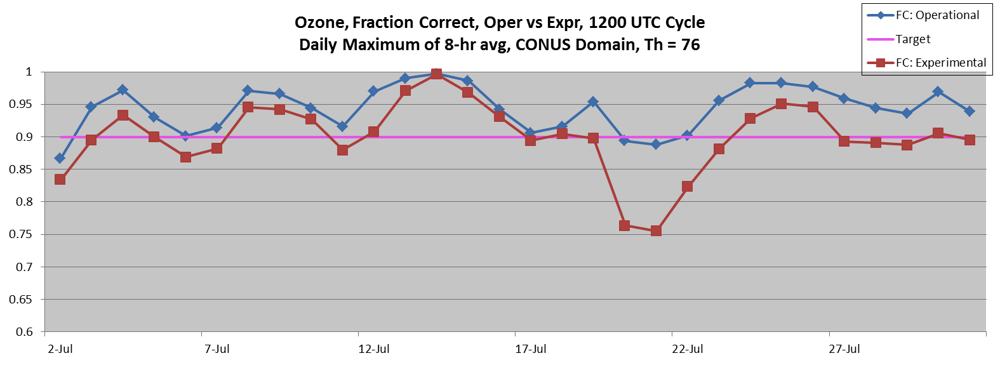 Ozone, Fraction Correct, Oper vs Expr, 1200 UTC Cycle
Daily Maximum of 8-hr avg, CONUS Domain, Th = 76
FC: Operational
Target
FC: Experimental
1
0.95
0.9
0.85
0.8
0.75
0.7
0.65
0.6
2-Jul 7-Jul 12-Jul 17-Jul 22-Jul 27-Jul